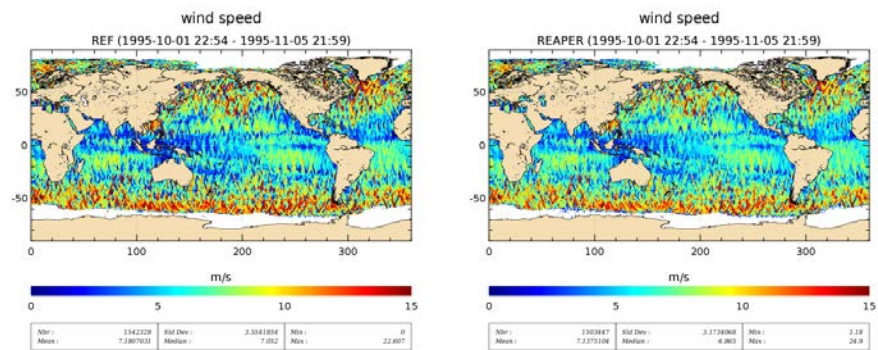 wind speed
REF (1995-10-01 22:54 - 1995-11-05 21:59)
50
0
-50
0 100 200 300
m/s
0 5 10 15
Nbr : 1542328 Std Dev : 3.5541854 Min : 0
Mean : 7.1807031 Median : 7.052 Max : 22.607
wind speed
REAPER (1995-10-01 22:54 - 1995-11-05 21:59)
50
0
-50
0 100 200 300
m/s
0 5 10 15
Nbr : 1503447 Std Dev : 3.1734068 Min : 1.18
Mean : 7.1375104 Median : 6.885 Max : 24.9